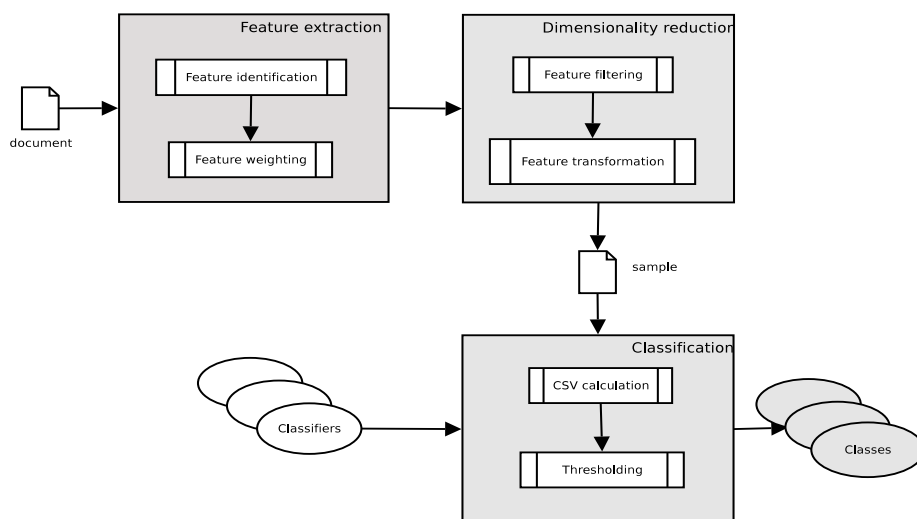 Feature extraction
Feature identification
Feature weighting
document
Dimensionality reduction
Feature filtering
Feature transformation
sample
Classification
CSV calculation
Thresholding
Classifiers
Classes